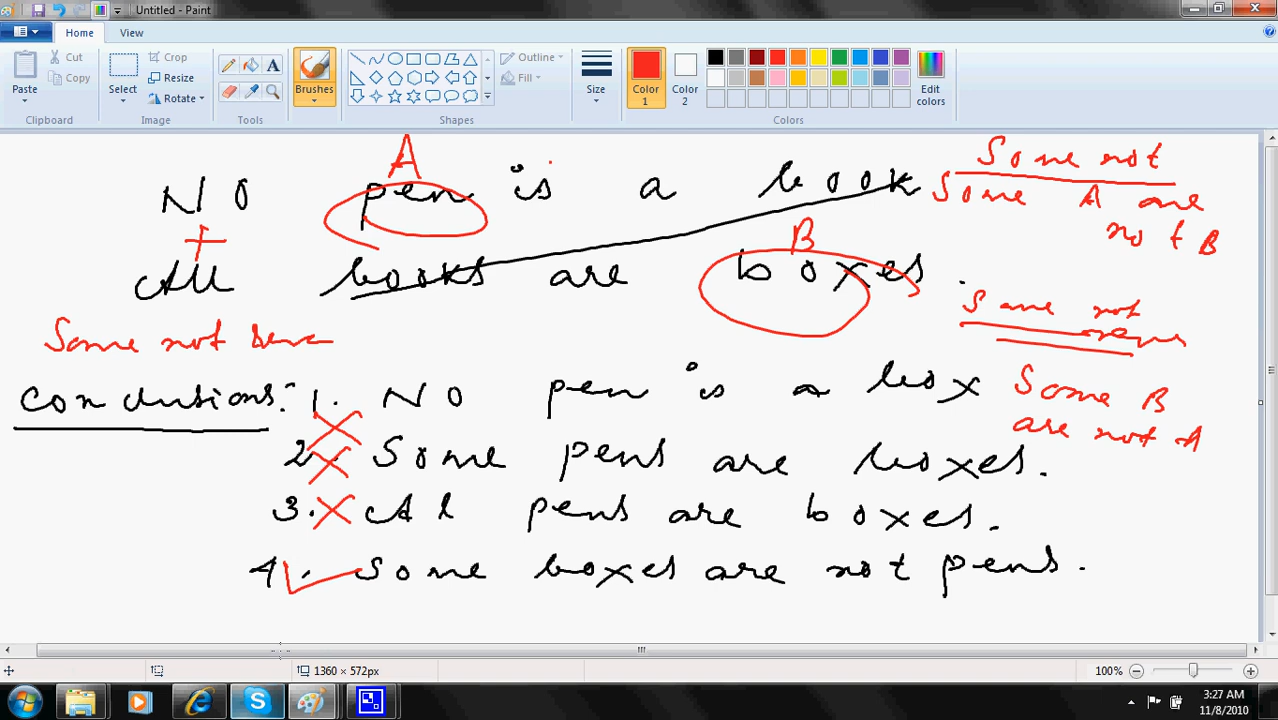 Untitled - Paint
Home View
Cut
Copy
Paste
Clipboard
Select
Crop
Resize
Rotate
Image
Tools
Brushes
Outline
Fill
Shapes
Size
Color 1
Color 2
Edit colors
Colors
A
NO pen is a book
Some not
Some A are not B
+
B
All books are boxes.
Some not
Some not
Some B are not A
conclusions: 1. NO pen is a box
2. Some pens are boxes.
3. All pens are boxes.
4. Some boxes are not pens.
1360 × 572px
100%
3:27 AM
11/8/2010